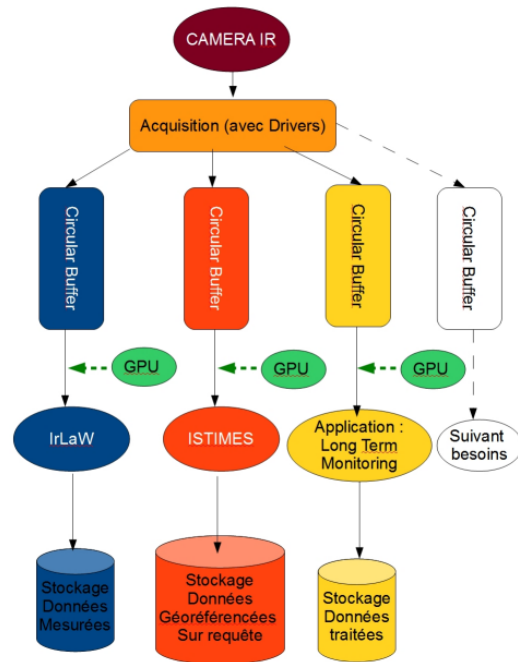 CAMERA IR
Acquisition (avec Drivers)
Circular Buffer
Circular Buffer
Circular Buffer
Circular Buffer
GPU
GPU
GPU
IrLaW
ISTIMES
Application :
Long Term
Monitoring
Suivant
besoins
Stockage
Données
Mesurées
Stockage
Données
Géoréférencées
Sur requête
Stockage
Données
traitées